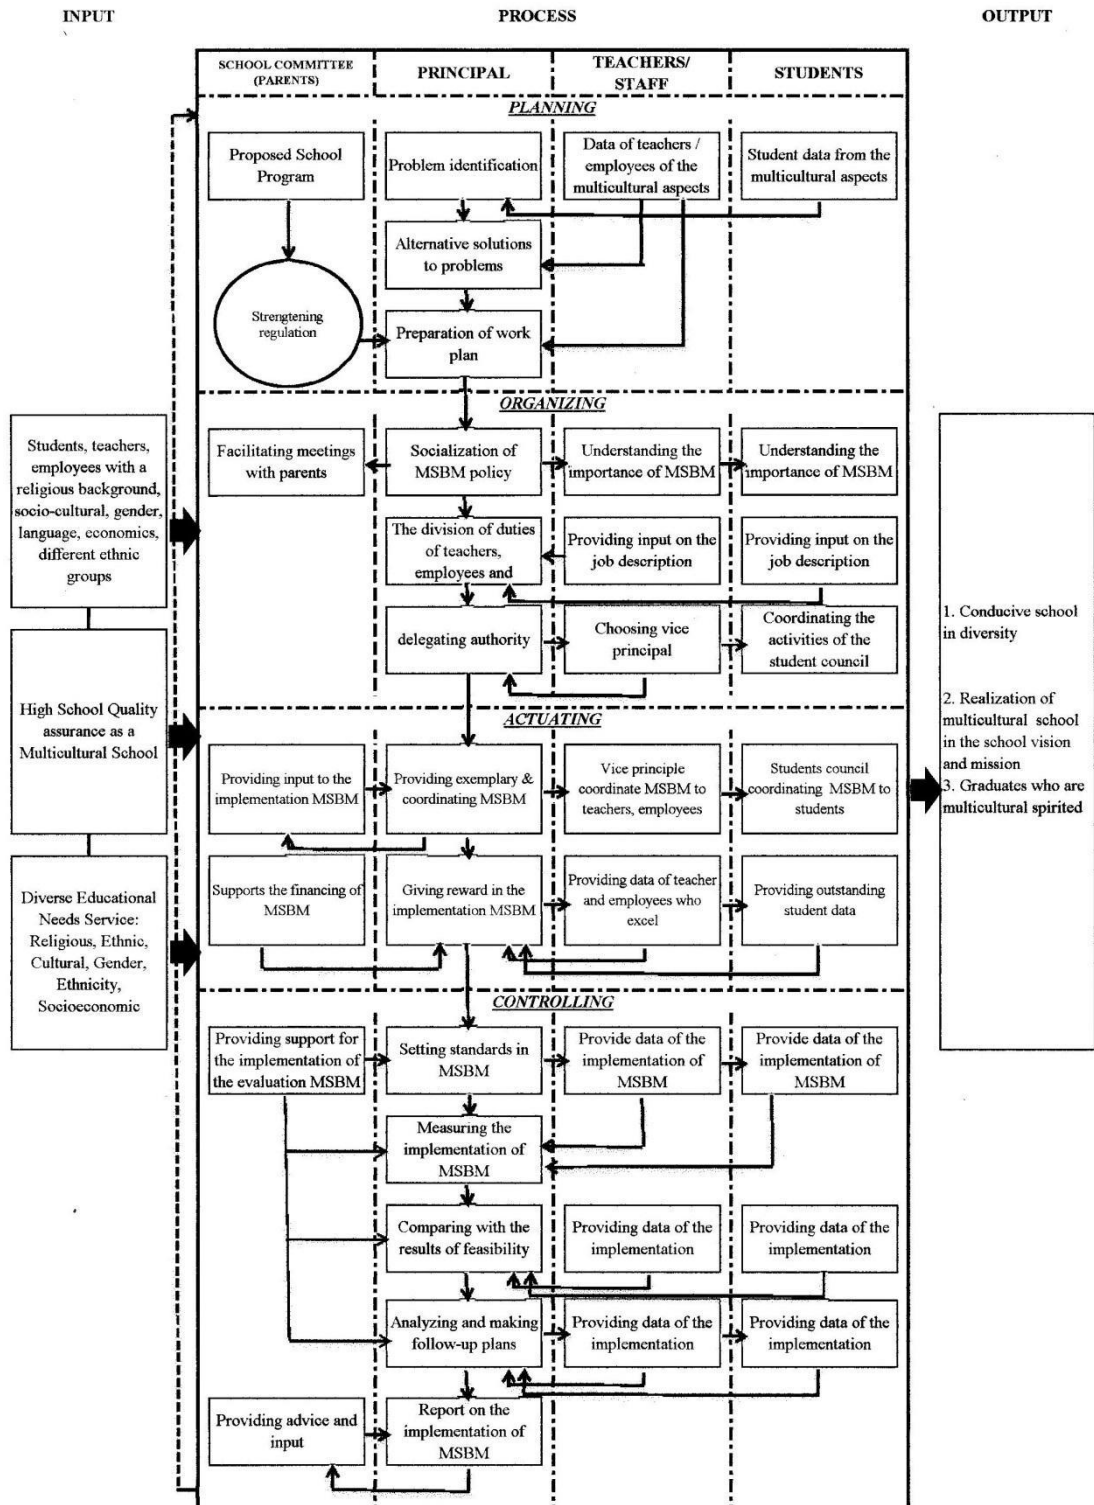 INPUT
PROCESS
OUTPUT
SCHOOL COMMITTEE
(PARENTS)
PRINCIPAL
TEACHERS/
STAFF
STUDENTS
PLANNING
Proposed School
Program
Problem identification
Data of teachers /
employees of the
multicultural aspects
Student data from the
multicultural aspects
Alternative solutions
to problems
Strengtening
regulation
Preparation of work
plan
ORGANIZING
Facilitating meetings
with parents
Socialization of
MSBM policy
Understanding the
importance of MSBM
Understanding the
importance of MSBM
The division of duties
of teachers,
employees and
Providing input on the
job description
Providing input on the
job description
delegating authority
Choosing vice
principal
Coordinating the
activities of the
student council
ACTUATING
Providing input to the
implementation MSBM
Providing exemplary &
coordinating MSBM
Vice principle
coordinate MSBM to
teachers, employees
Students council
coordinating MSBM to
students
Supports the financing of
MSBM
Giving reward in the
implementation MSBM
Providing data of teacher
and employees who
excel
Providing outstanding
student data
CONTROLLING
Providing support for
the implementation of
the evaluation MSBM
Setting standards in
MSBM
Provide data of the
implementation of
MSBM
Provide data of the
implementation of
MSBM
Measuring the
implementation of
MSBM
Comparing with the
results of feasibility
Providing data of the
implementation
Providing data of the
implementation
Analyzing and making
follow-up plans
Providing data of the
implementation
Providing data of the
implementation
Providing advice and
input
Report on the
implementation of
MSBM
Students, teachers,
employees with a
religious background,
socio-cultural, gender,
language, economics,
different ethnic
groups
High School Quality
assurance as a
Multicultural School
Diverse Educational
Needs Service:
Religious, Ethnic,
Cultural, Gender,
Ethnicity,
Socioeconomic
1. Conducive school
in diversity
2. Realization of
multicultural school
in the school vision
and mission
3. Graduates who are
multicultural spirited